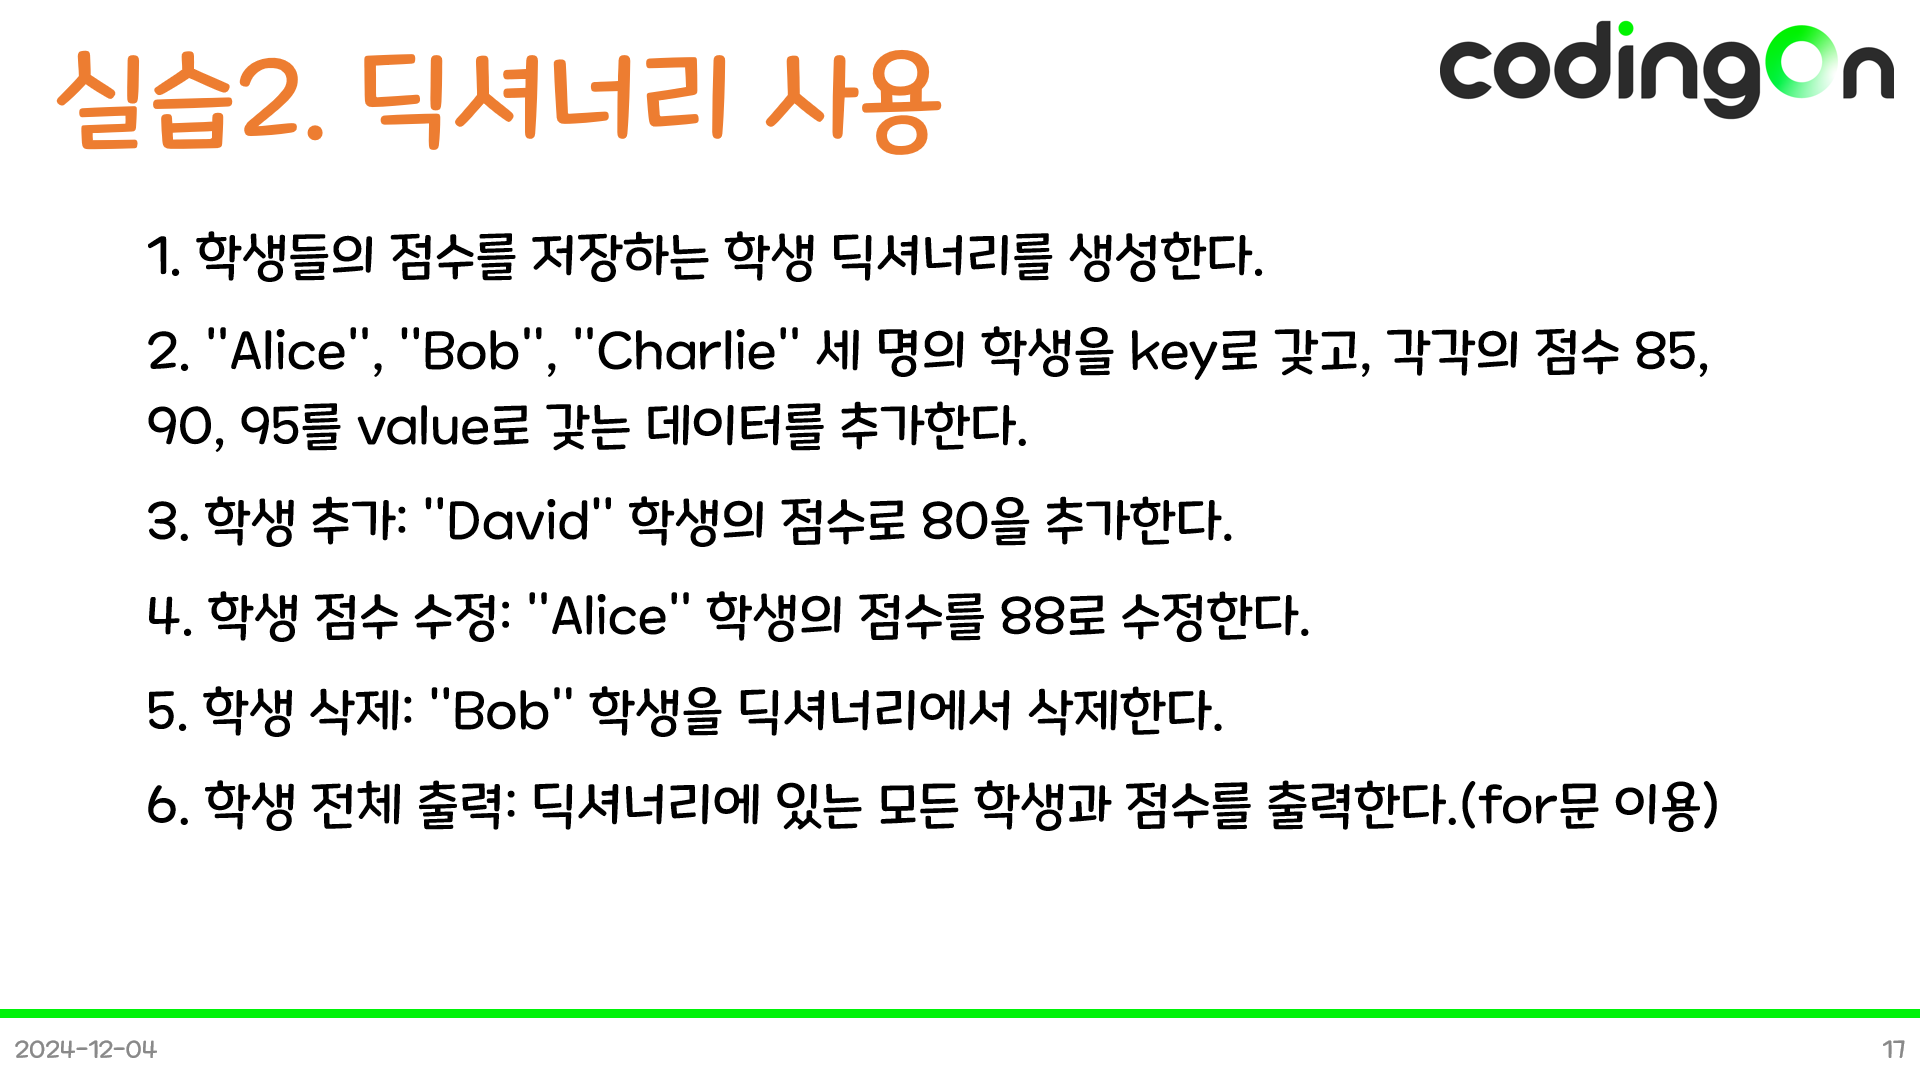 실습2. 딕셔너리 사용
codingOn
1. 학생들의 점수를 저장하는 학생 딕셔너리를 생성한다.
2. "Alice", "Bob", "Charlie" 세 명의 학생을 key로 갖고, 각각의 점수 85,
90, 95를 value로 갖는 데이터를 추가한다.
3. 학생 추가: "David" 학생의 점수로 80을 추가한다.
4. 학생 점수 수정: "Alice" 학생의 점수를 88로 수정한다.
5. 학생 삭제: "Bob" 학생을 딕셔너리에서 삭제한다.
6. 학생 전체 출력: 딕셔너리에 있는 모든 학생과 점수를 출력한다.(for문 이용)
2024-12-04
17